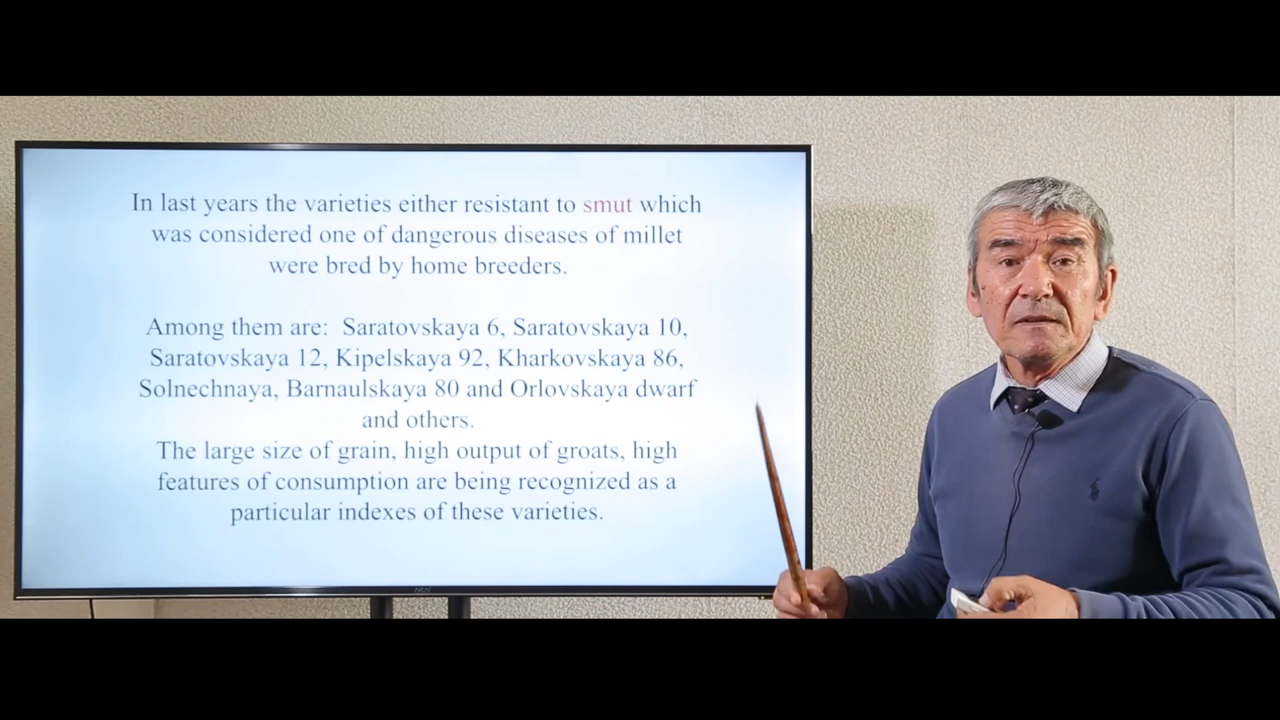 In last years the varieties either resistant to smut which
was considered one of dangerous diseases of millet
were bred by home breeders.
Among them are: Saratovskaya 6, Saratovskaya 10,
Saratovskaya 12, Kipelskaya 92, Kharkovskaya 86,
Solnechnaya, Barnaulskaya 80 and Orlovskaya dwarf
and others.
The large size of grain, high output of groats, high
features of consumption are being recognized as a
particular indexes of these varieties.